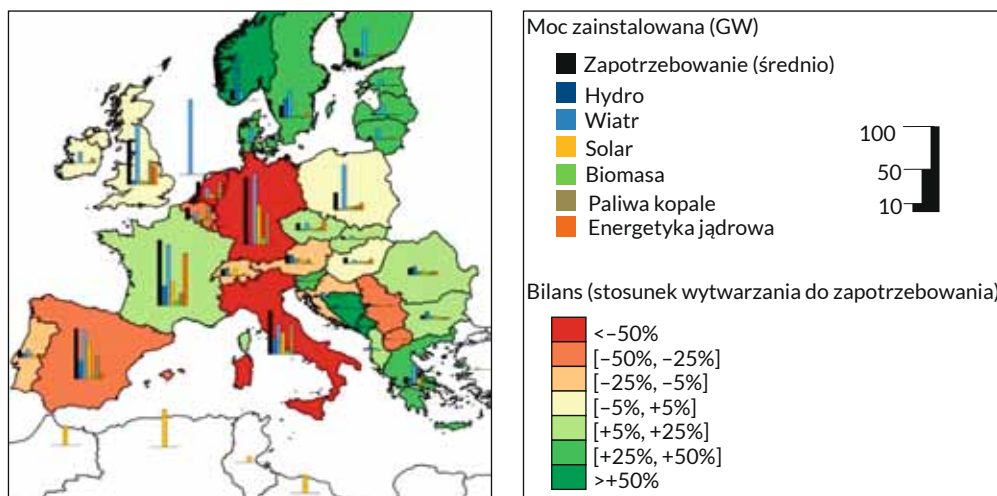 Moc zainstalowana (GW)
Zapotrzebowanie (średnio)
Hydro
Wiatr
Solar
Biomasa
Paliwa kopale
Energetyka jądrowa
100
50
10
Bilans (stosunek wytwarzania do zapotrzebowania)
<–50%
[–50%, –25%]
[–25%, –5%]
[–5%, +5%]
[+5%, +25%]
[+25%, +50%]
>+50%